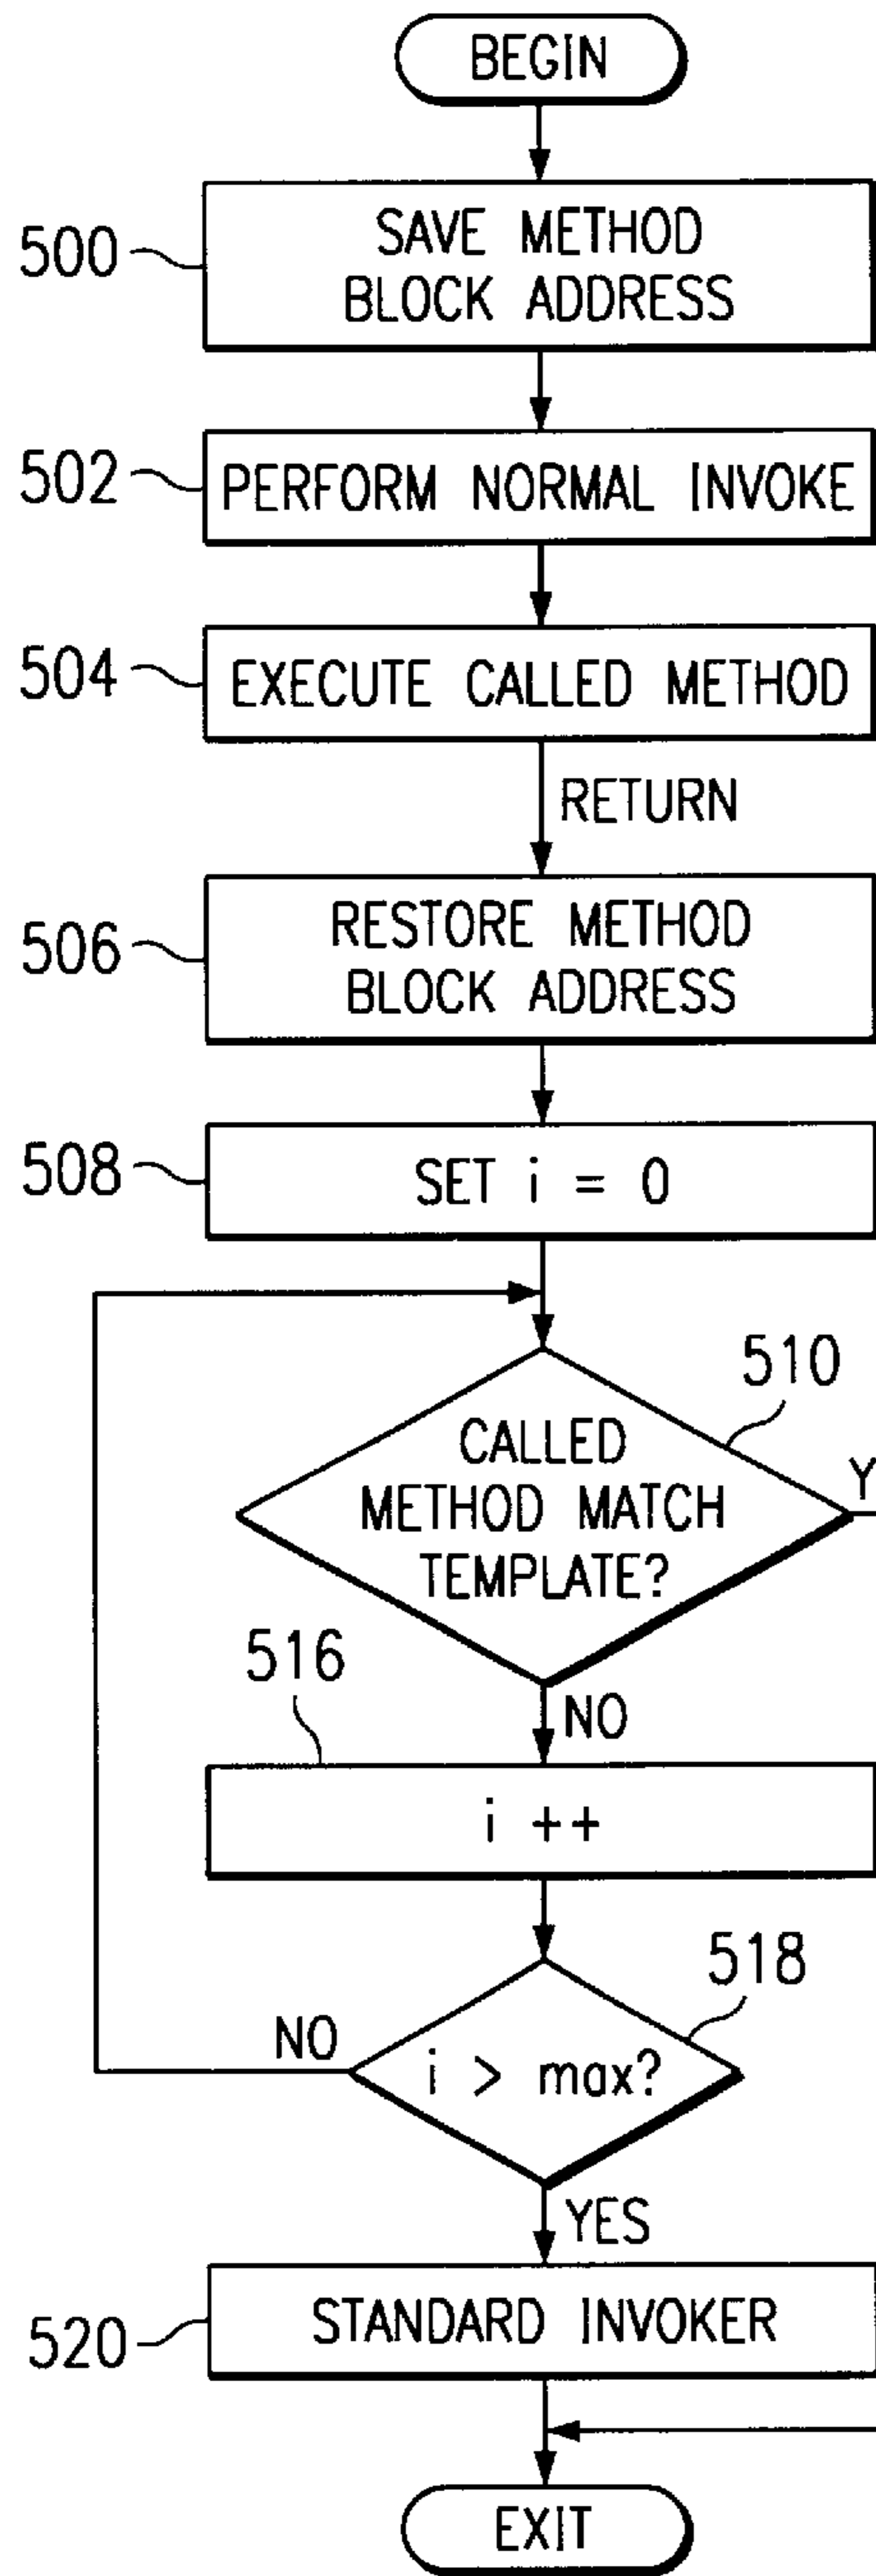 BEGIN
500
SAVE METHOD
BLOCK ADDRESS
502
PERFORM NORMAL INVOKE
504
EXECUTE CALLED METHOD
RETURN
506
RESTORE METHOD
BLOCK ADDRESS
508
SET i = 0
510
CALLED
METHOD MATCH
TEMPLATE?
Y
516
NO
i ++
518
NO
i > max?
YES
520
STANDARD INVOKER
EXIT